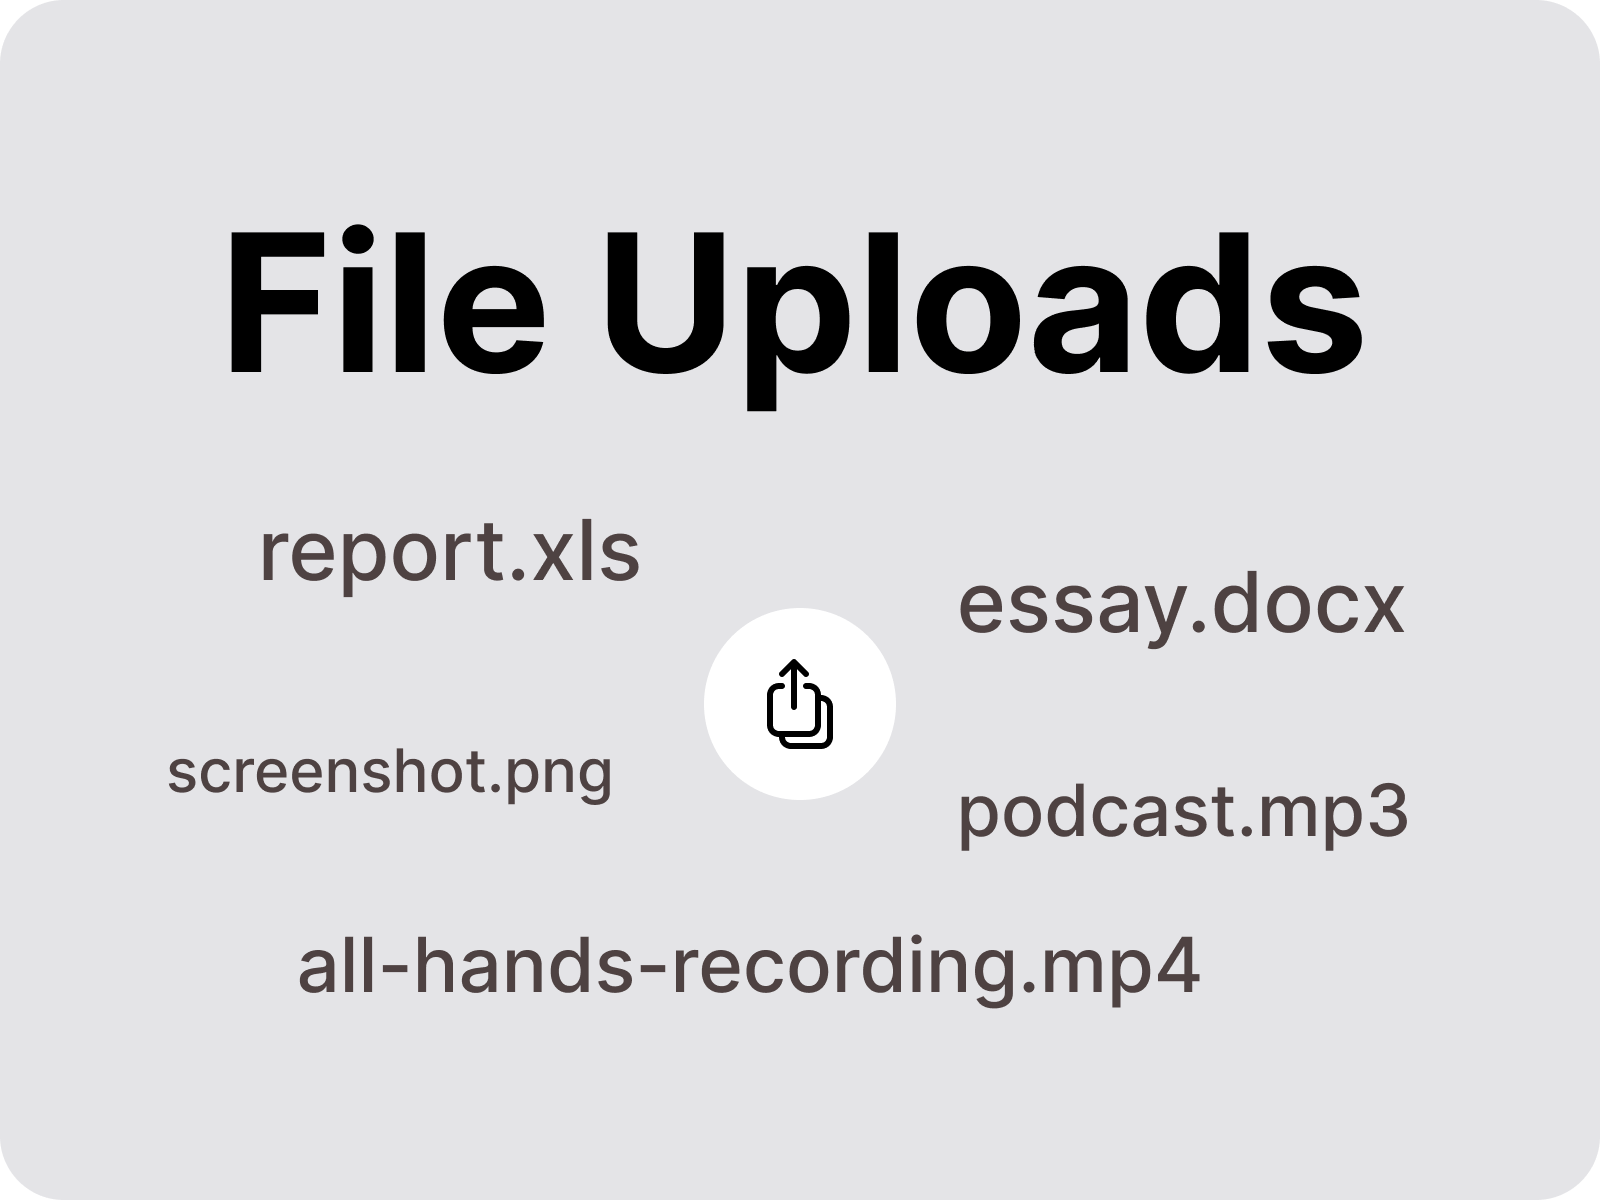 File Uploads
report.xls
essay.docx
screenshot.png
podcast.mp3
all-hands-recording.mp4